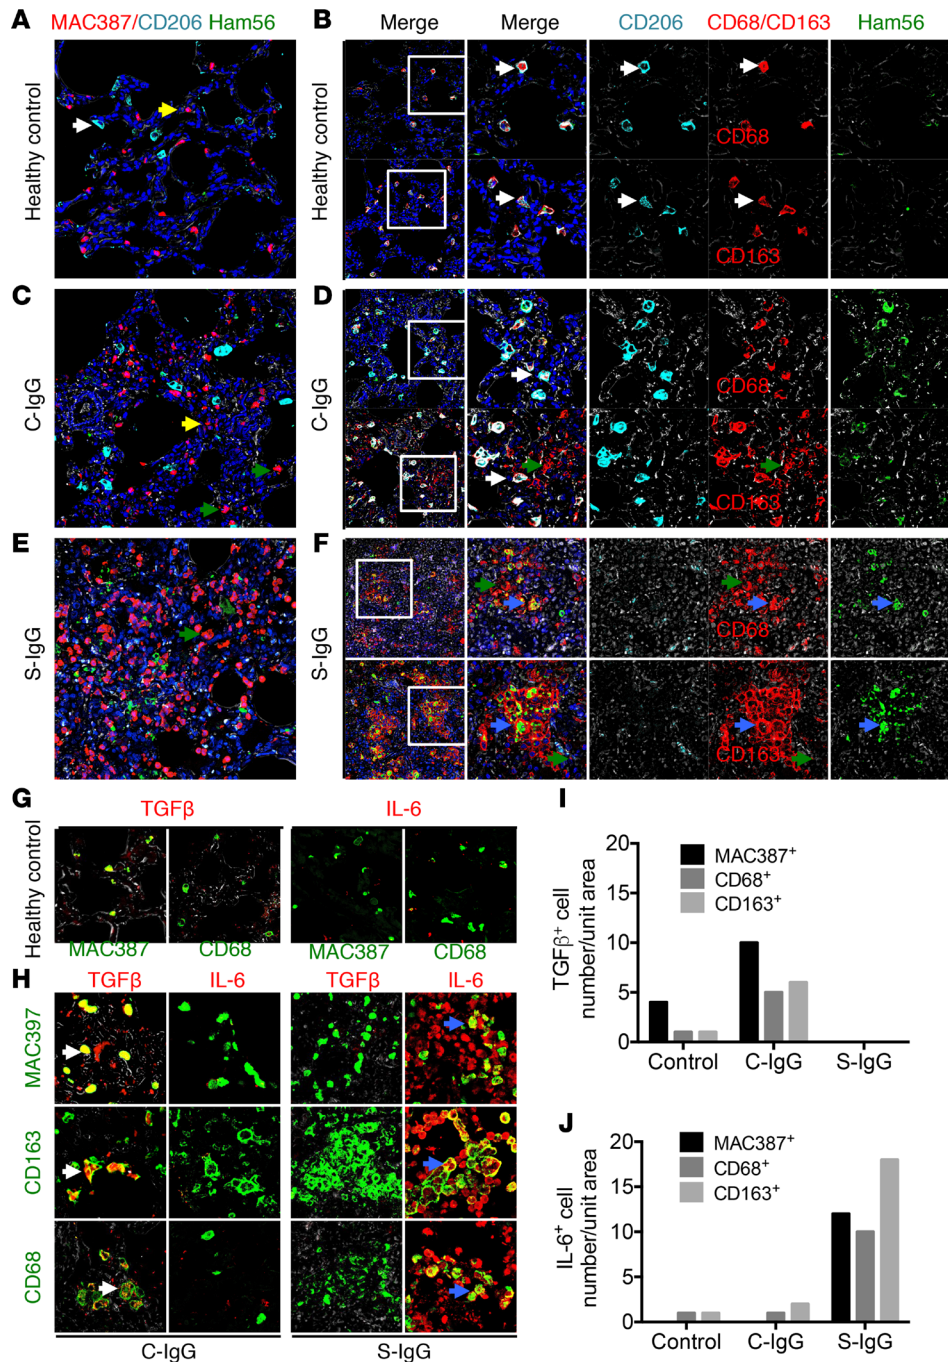 A
MAC387/CD206 Ham56
Healthy control
B
Merge
Merge
CD206
CD68/CD163
Ham56
Healthy control
CD68
CD163
C
C-IgG
D
C-IgG
CD68
CD163
E
S-IgG
F
S-IgG
CD68
CD163
G
TGFβ
IL-6
Healthy control
MAC387
CD68
MAC387
CD68
H
TGFβ
IL-6
TGFβ
IL-6
MAC397
CD163
CD68
C-IgG
S-IgG
I
TGFβ+ cell
number/unit area
20
15
10
5
0
MAC387+
CD68+
CD163+
Control
C-IgG
S-IgG
J
IL-6+ cell
number/unit area
20
15
10
5
0
MAC387+
CD68+
CD163+
Control
C-IgG
S-IgG